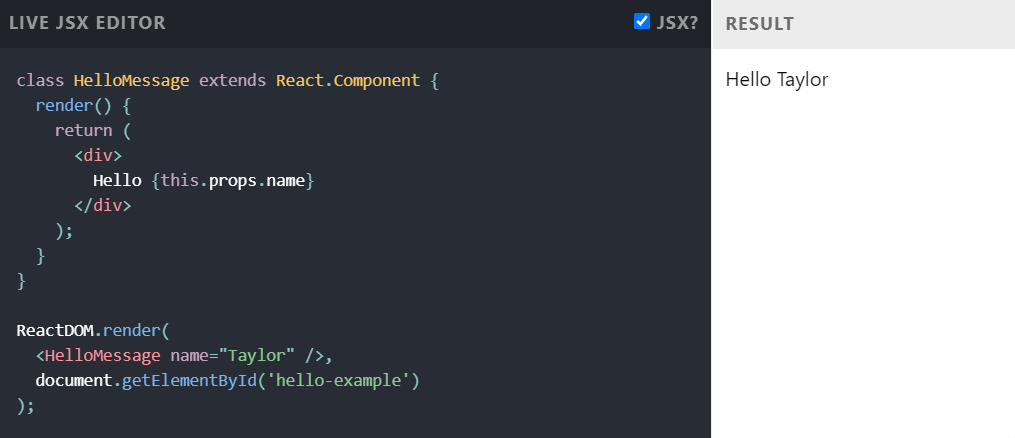 LIVE JSX EDITOR
JSX?
class HelloMessage extends React.Component {
  render() {
    return (
      <div>
        Hello {this.props.name}
      </div>
    );
  }
}

ReactDOM.render(
  <HelloMessage name="Taylor" />,
  document.getElementById('hello-example')
);
RESULT
Hello Taylor